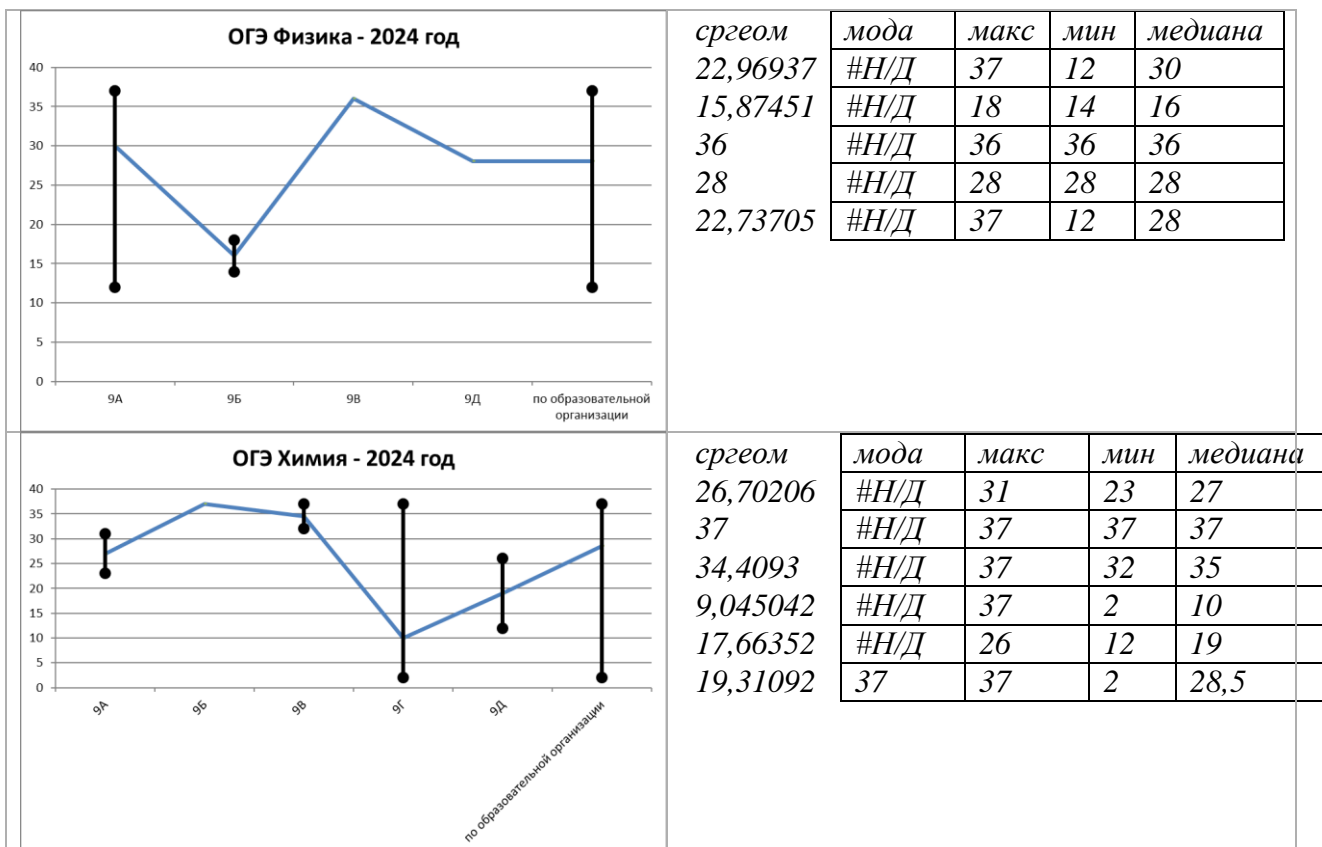 ОГЭ Физика - 2024 год
40
35
30
25
20
15
10
5
0
9А 9Б 9В 9Д по образовательной
организации
сргеом мода макс мин медиана
22,96937 #Н/Д 37 12 30
15,87451 #Н/Д 18 14 16
36 #Н/Д 36 36 36
28 #Н/Д 28 28 28
22,73705 #Н/Д 37 12 28
ОГЭ Химия - 2024 год
40
35
30
25
20
15
10
5
0
9А 9Б 9В 9Г 9Д по образовательной организации
сргеом мода макс мин медиана
26,70206 #Н/Д 31 23 27
37 #Н/Д 37 37 37
34,4093 #Н/Д 37 32 35
9,045042 #Н/Д 37 2 10
17,66352 #Н/Д 26 12 19
19,31092 37 37 2 28,5